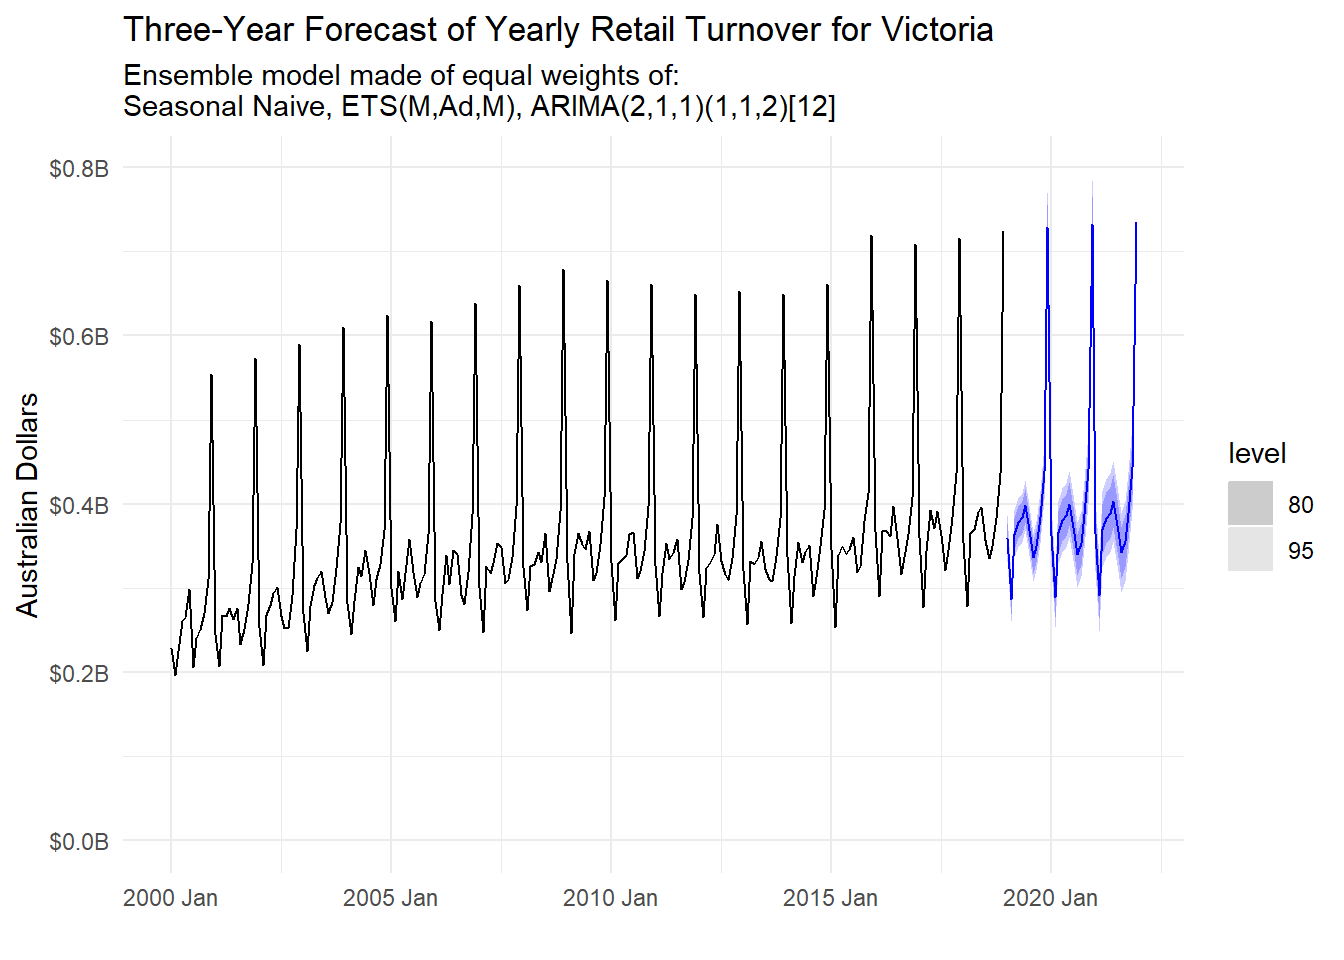 Three-Year Forecast of Yearly Retail Turnover for Victoria
Ensemble model made of equal weights of:
Seasonal Naive, ETS(M,Ad,M), ARIMA(2,1,1)(1,1,2)[12]
$0.8B
$0.6B
$0.4B
$0.2B
$0.0B
Australian Dollars
2000 Jan
2005 Jan
2010 Jan
2015 Jan
2020 Jan
level
80
95